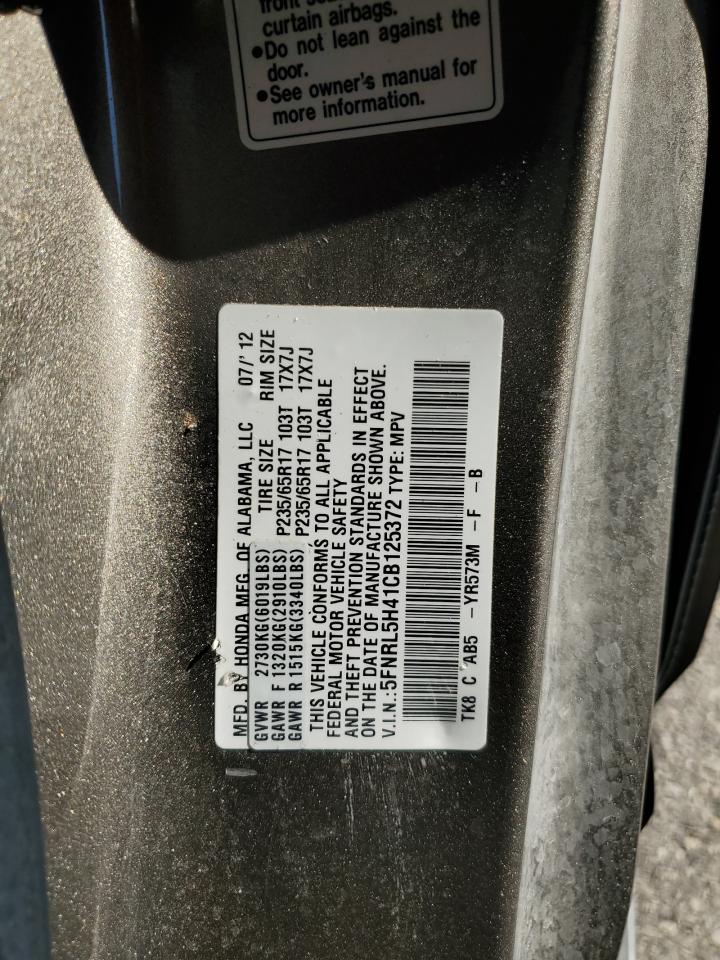 curtain airbags.
●Do not lean against the
door.
●See owner's manual for
more information.
MFD. BY HONDA MFG. OF ALABAMA, LLC 07/'12
GVWR 2730KG(6019LBS) TIRE SIZE RIM SIZE
GAWR F 1320KG(2910LBS) P235/65R17 103T 17X7J
GAWR R 1515KG(3340LBS) P235/65R17 103T 17X7J
THIS VEHICLE CONFORMS TO ALL APPLICABLE
FEDERAL MOTOR VEHICLE SAFETY
AND THEFT PREVENTION STANDARDS IN EFFECT
ON THE DATE OF MANUFACTURE SHOWN ABOVE.
V.I.N.:5FNRL5H41CB125372 TYPE: MPV
TK8 C AB5 -YR573M -F -B